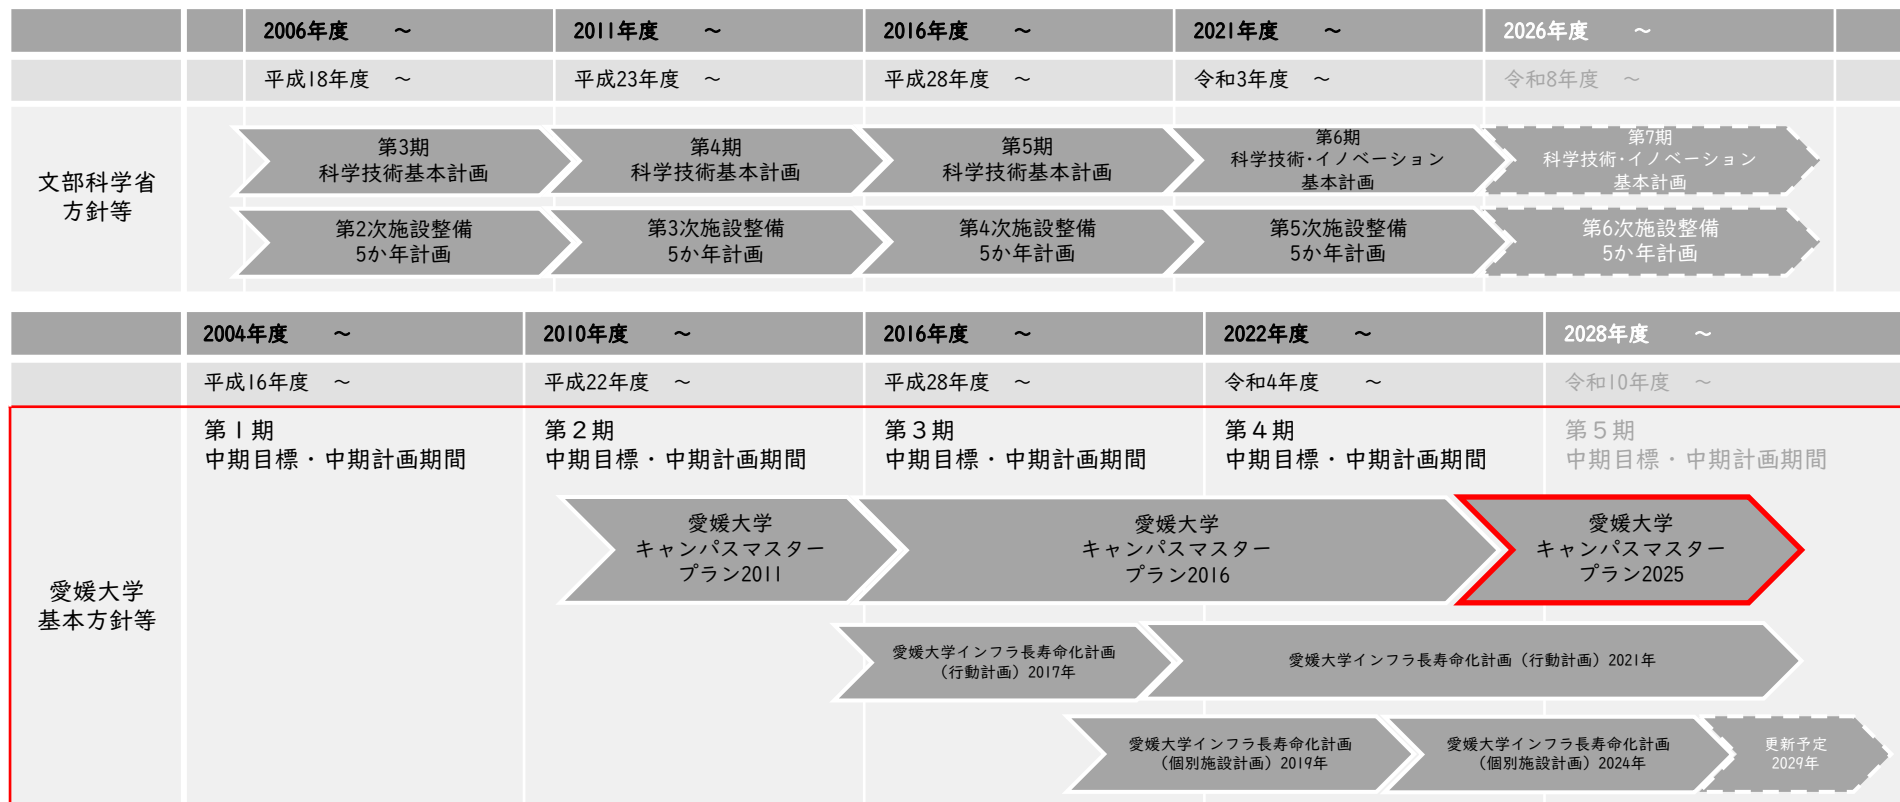 2006年度 ～ 2011年度 ～ 2016年度 ～ 2021年度 ～ 2026年度 ～
平成18年度 ～ 平成23年度 ～ 平成28年度 ～ 令和3年度 ～ 令和8年度 ～
文部科学省
方針等
第3期
科学技術基本計画
第4期
科学技術基本計画
第5期
科学技術基本計画
第6期
科学技術･イノベーション
基本計画
第7期
科学技術･イノベーション
基本計画
第2次施設整備
5か年計画
第3次施設整備
5か年計画
第4次施設整備
5か年計画
第5次施設整備
5か年計画
第6次施設整備
5か年計画
2004年度 ～ 2010年度 ～ 2016年度 ～ 2022年度 ～ 2028年度 ～
平成16年度 ～ 平成22年度 ～ 平成28年度 ～ 令和4年度 ～ 令和10年度 ～
愛媛大学
基本方針等
第１期
中期目標・中期計画期間
第２期
中期目標・中期計画期間
第３期
中期目標・中期計画期間
第４期
中期目標・中期計画期間
第５期
中期目標・中期計画期間
愛媛大学
キャンパスマスター
プラン2011
愛媛大学
キャンパスマスター
プラン2016
愛媛大学
キャンパスマスター
プラン2025
愛媛大学インフラ長寿命化計画
（行動計画）2017年
愛媛大学インフラ長寿命化計画（行動計画）2021年
愛媛大学インフラ長寿命化計画
（個別施設計画）2019年
愛媛大学インフラ長寿命化計画
（個別施設計画）2024年
更新予定
2029年